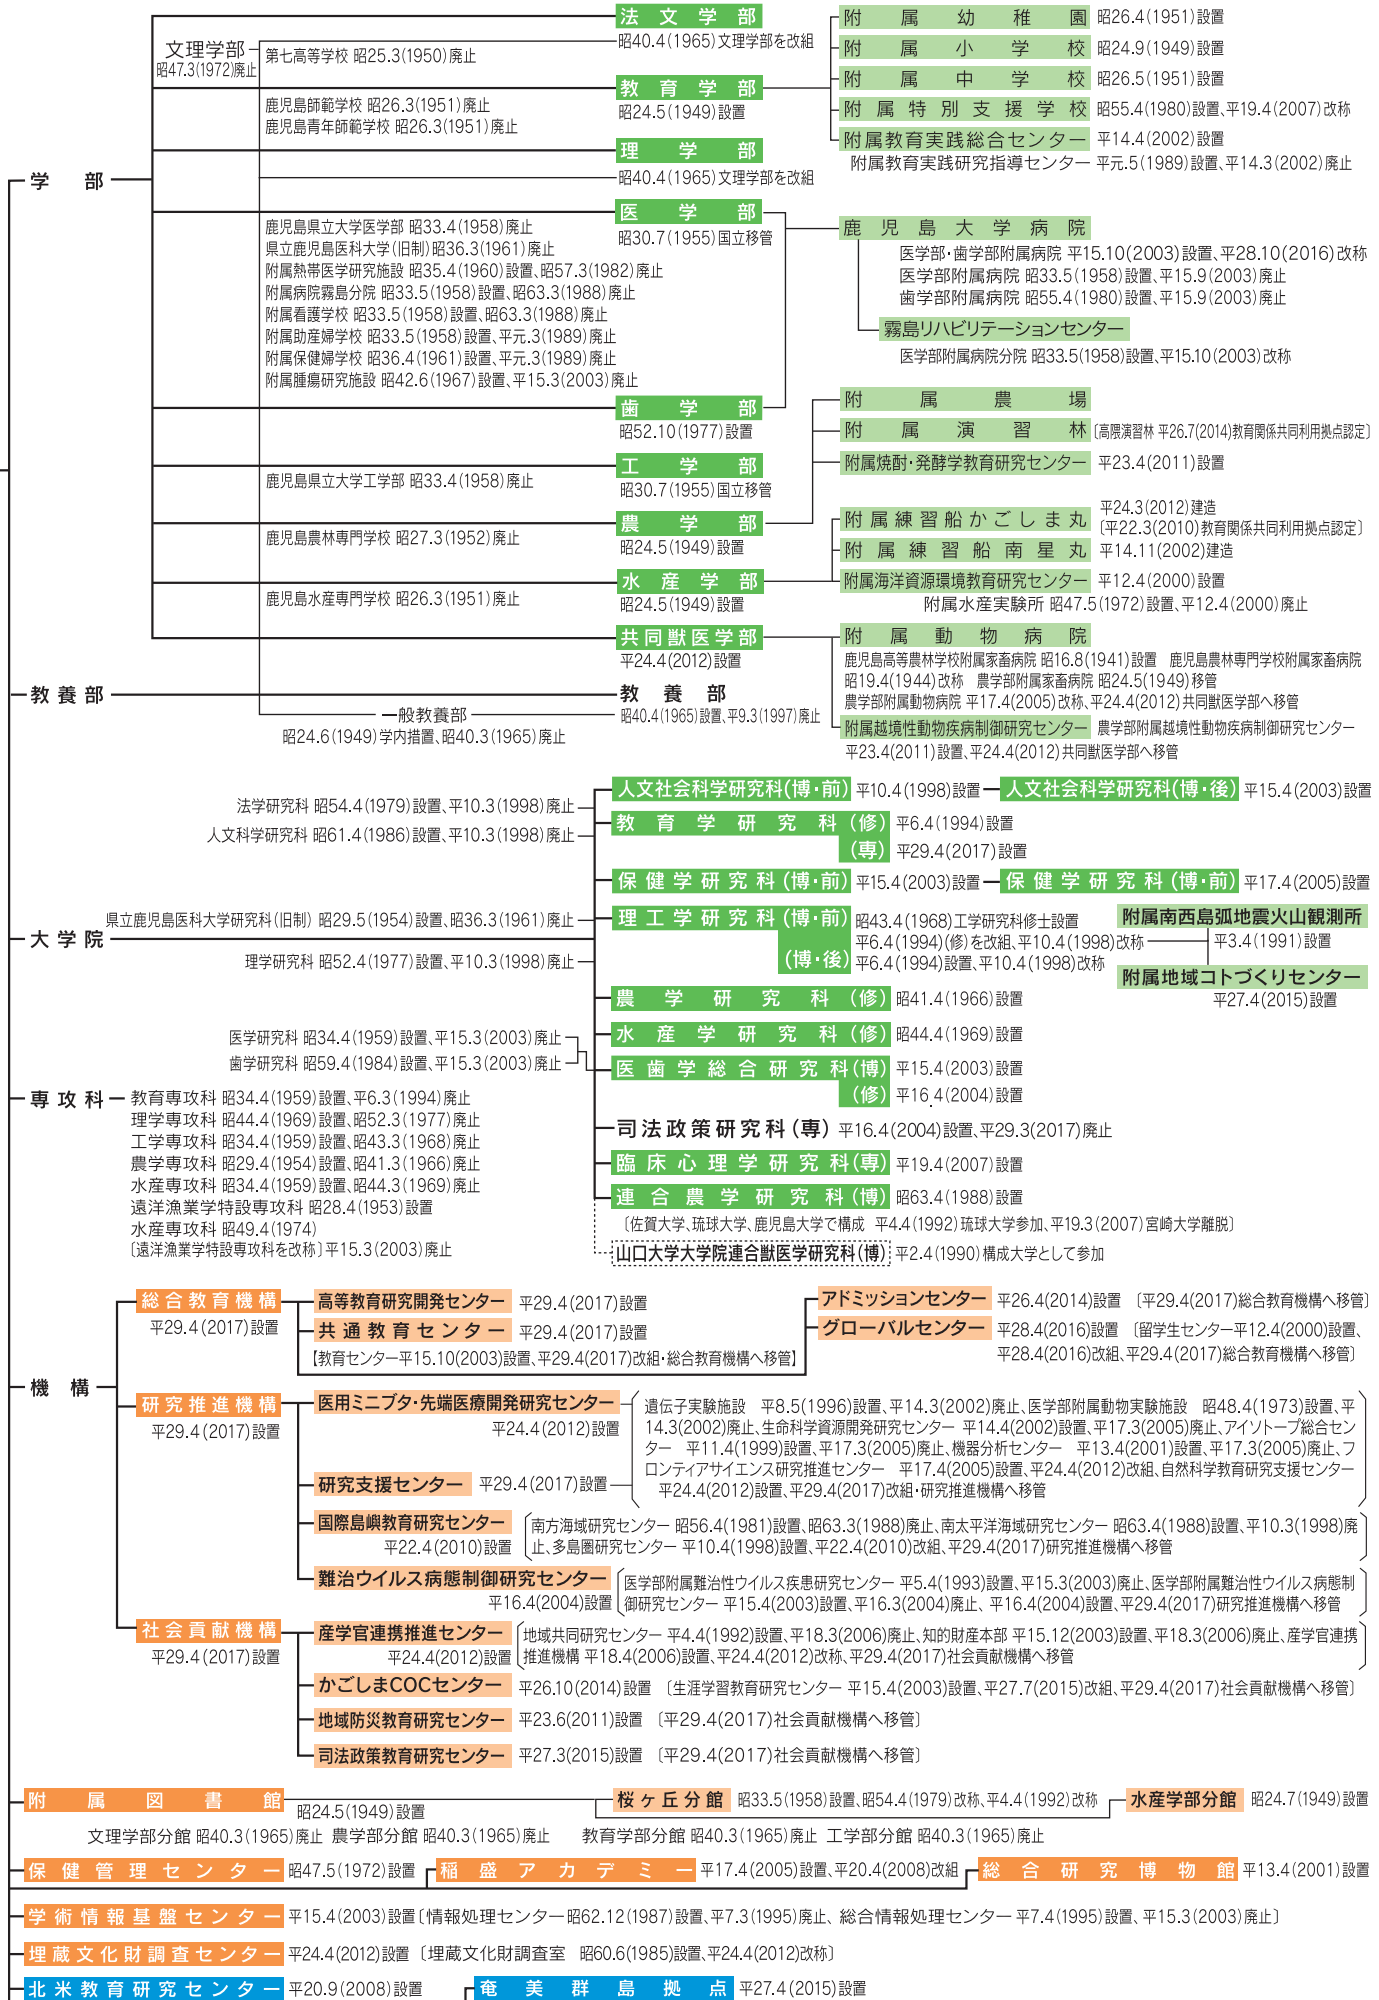 学部
文理学部
昭47.3(1972)廃止
第七高等学校 昭25.3(1950)廃止
法文学部
昭40.4(1965)文理学部を改組
鹿児島師範学校 昭26.3(1951)廃止
鹿児島青年師範学校 昭26.3(1951)廃止
教育学部
昭24.5(1949)設置
附属幼稚園 昭26.4(1951)設置
附属小学校 昭24.9(1949)設置
附属中学校 昭26.5(1951)設置
附属特別支援学校 昭55.4(1980)設置、平19.4(2007)改称
附属教育実践総合センター 平14.4(2002)設置
附属教育実践研究指導センター 平元.5(1989)設置、平14.3(2002)廃止
理学部
昭40.4(1965)文理学部を改組
医学部
昭30.7(1955)国立移管
鹿児島県立大学医学部 昭33.4(1958)廃止
県立鹿児島医科大学(旧制)昭36.3(1961)廃止
附属熱帯医学研究施設 昭35.4(1960)設置、昭57.3(1982)廃止
附属病院霧島分院 昭33.5(1958)設置、昭63.3(1988)廃止
附属看護学校 昭33.5(1958)設置、昭63.3(1988)廃止
附属助産婦学校 昭33.5(1958)設置、平元.3(1989)廃止
附属保健婦学校 昭36.4(1961)設置、平元.3(1989)廃止
附属腫瘍研究施設 昭42.6(1967)設置、平15.3(2003)廃止
鹿児島大学病院
医学部・歯学部附属病院 平15.10(2003)設置、平28.10(2016)改称
医学部附属病院 昭33.5(1958)設置、平15.9(2003)廃止
歯学部附属病院 昭55.4(1980)設置、平15.9(2003)廃止
霧島リハビリテーションセンター
医学部附属病院分院 昭33.5(1958)設置、平15.10(2003)改称
歯学部
昭52.10(1977)設置
鹿児島県立大学工学部 昭33.4(1958)廃止
工学部
昭30.7(1955)国立移管
鹿児島農林専門学校 昭27.3(1952)廃止
農学部
昭24.5(1949)設置
附属農場
附属演習林〔高隈演習林 平26.7(2014)教育関係共同利用拠点認定〕
附属焼酎・発酵学教育研究センター 平23.4(2011)設置
鹿児島水産専門学校 昭26.3(1951)廃止
水産学部
昭24.5(1949)設置
附属練習船かごしま丸 平24.3(2012)建造
〔平22.3(2010)教育関係共同利用拠点認定〕
附属練習船南星丸 平14.11(2002)建造
附属海洋資源環境教育研究センター 平12.4(2000)設置
附属水産実験所 昭47.5(1972)設置、平12.4(2000)廃止
共同獣医学部
平24.4(2012)設置
附属動物病院
鹿児島高等農林学校附属家畜病院 昭16.8(1941)設置 鹿児島農林専門学校附属家畜病院
昭19.4(1944)改称 農学部附属家畜病院 昭24.5(1949)移管
農学部附属動物病院 平17.4(2005)改称、平24.4(2012)共同獣医学部へ移管
附属越境性動物疾病制御研究センター 農学部附属越境性動物疾病制御研究センター
平23.4(2011)設置、平24.4(2012)共同獣医学部へ移管
教養部
教養部
昭40.4(1965)設置、平9.3(1997)廃止
一般教養部
昭24.6(1949)学内措置、昭40.3(1965)廃止
大学院
法学研究科 昭54.4(1979)設置、平10.3(1998)廃止
人文科学研究科 昭61.4(1986)設置、平10.3(1998)廃止
県立鹿児島医科大学研究科(旧制) 昭29.5(1954)設置、昭36.3(1961)廃止
理学研究科 昭52.4(1977)設置、平10.3(1998)廃止
医学研究科 昭34.4(1959)設置、平15.3(2003)廃止
歯学研究科 昭59.4(1984)設置、平15.3(2003)廃止
人文社会科学研究科(博・前) 平10.4(1998)設置 人文社会科学研究科(博・後) 平15.4(2003)設置
教育学研究科(修) 平6.4(1994)設置
(専) 平29.4(2017)設置
保健学研究科(博・前) 平15.4(2003)設置 保健学研究科(博・前) 平17.4(2005)設置
理工学研究科(博・前) 昭43.4(1968)工学研究科修士設置
平6.4(1994)(修)を改組、平10.4(1998)改称
(博・後) 平6.4(1994)設置、平10.4(1998)改称
附属南西島弧地震火山観測所
平3.4(1991)設置
附属地域コトづくりセンター
平27.4(2015)設置
農学研究科(修) 昭41.4(1966)設置
水産学研究科(修) 昭44.4(1969)設置
医歯学総合研究科(博) 平15.4(2003)設置
(修) 平16.4(2004)設置
司法政策研究科(専) 平16.4(2004)設置、平29.3(2017)廃止
臨床心理学研究科(専) 平19.4(2007)設置
連合農学研究科(博) 昭63.4(1988)設置
〔佐賀大学、琉球大学、鹿児島大学で構成 平4.4(1992)琉球大学参加、平19.3(2007)宮崎大学離脱〕
山口大学大学院連合獣医学研究科(博) 平2.4(1990)構成大学として参加
専攻科
教育専攻科 昭34.4(1959)設置、平6.3(1994)廃止
理学専攻科 昭44.4(1969)設置、昭52.3(1977)廃止
工学専攻科 昭34.4(1959)設置、昭43.3(1968)廃止
農学専攻科 昭29.4(1954)設置、昭41.3(1966)廃止
水産専攻科 昭34.4(1959)設置、昭44.3(1969)廃止
遠洋漁業学特設専攻科 昭28.4(1953)設置
水産専攻科 昭49.4(1974)
〔遠洋漁業学特設専攻科を改称〕平15.3(2003)廃止
機構
総合教育機構
平29.4(2017)設置
高等教育研究開発センター 平29.4(2017)設置
共通教育センター 平29.4(2017)設置
【教育センター平15.10(2003)設置、平29.4(2017)改組・総合教育機構へ移管】
アドミッションセンター 平26.4(2014)設置 〔平29.4(2017)総合教育機構へ移管〕
グローバルセンター 平28.4(2016)設置 〔留学生センター平12.4(2000)設置、
平28.4(2016)改組、平29.4(2017)総合教育機構へ移管〕
研究推進機構
平29.4(2017)設置
医用ミニブタ・先端医療開発研究センター
平24.4(2012)設置
研究支援センター 平29.4(2017)設置
遺伝子実験施設 平8.5(1996)設置、平14.3(2002)廃止、医学部附属動物実験施設 昭48.4(1973)設置、平
14.3(2002)廃止、生命科学資源開発研究センター 平14.4(2002)設置、平17.3(2005)廃止、アイソトープ総合セン
ター 平11.4(1999)設置、平17.3(2005)廃止、機器分析センター 平13.4(2001)設置、平17.3(2005)廃止、フ
ロンティアサイエンス研究推進センター 平17.4(2005)設置、平24.4(2012)改組、自然科学教育研究支援センター
平24.4(2012)設置、平29.4(2017)改組・研究推進機構へ移管
国際島嶼教育研究センター
平22.4(2010)設置
南方海域研究センター 昭56.4(1981)設置、昭63.3(1988)廃止、南太平洋海域研究センター 昭63.4(1988)設置、平10.3(1998)廃
止、多島圏研究センター 平10.4(1998)設置、平22.4(2010)改組、平29.4(2017)研究推進機構へ移管
難治ウイルス病態制御研究センター
平16.4(2004)設置
医学部附属難治性ウイルス疾患研究センター 平5.4(1993)設置、平15.3(2003)廃止、医学部附属難治性ウイルス病態制
御研究センター 平15.4(2003)設置、平16.3(2004)廃止、平16.4(2004)設置、平29.4(2017)研究推進機構へ移管
社会貢献機構
平29.4(2017)設置
産学官連携推進センター
平24.4(2012)設置
地域共同研究センター 平4.4(1992)設置、平18.3(2006)廃止、知的財産本部 平15.12(2003)設置、平18.3(2006)廃止、産学官連携
推進機構 平18.4(2006)設置、平24.4(2012)改称、平29.4(2017)社会貢献機構へ移管
かごしまCOCセンター 平26.10(2014)設置 〔生涯学習教育研究センター 平15.4(2003)設置、平27.7(2015)改組、平29.4(2017)社会貢献機構へ移管〕
地域防災教育研究センター 平23.6(2011)設置 〔平29.4(2017)社会貢献機構へ移管〕
司法政策教育研究センター 平27.3(2015)設置 〔平29.4(2017)社会貢献機構へ移管〕
附属図書館 昭24.5(1949)設置
桜ヶ丘分館 昭33.5(1958)設置、昭54.4(1979)改称、平4.4(1992)改称
水産学部分館 昭24.7(1949)設置
文理学部分館 昭40.3(1965)廃止 農学部分館 昭40.3(1965)廃止 教育学部分館 昭40.3(1965)廃止 工学部分館 昭40.3(1965)廃止
保健管理センター 昭47.5(1972)設置
稲盛アカデミー 平17.4(2005)設置、平20.4(2008)改組
総合研究博物館 平13.4(2001)設置
学術情報基盤センター 平15.4(2003)設置〔情報処理センター昭62.12(1987)設置、平7.3(1995)廃止、総合情報処理センター 平7.4(1995)設置、平15.3(2003)廃止〕
埋蔵文化財調査センター 平24.4(2012)設置 〔埋蔵文化財調査室 昭60.6(1985)設置、平24.4(2012)改称〕
北米教育研究センター 平20.9(2008)設置
奄美群島拠点 平27.4(2015)設置